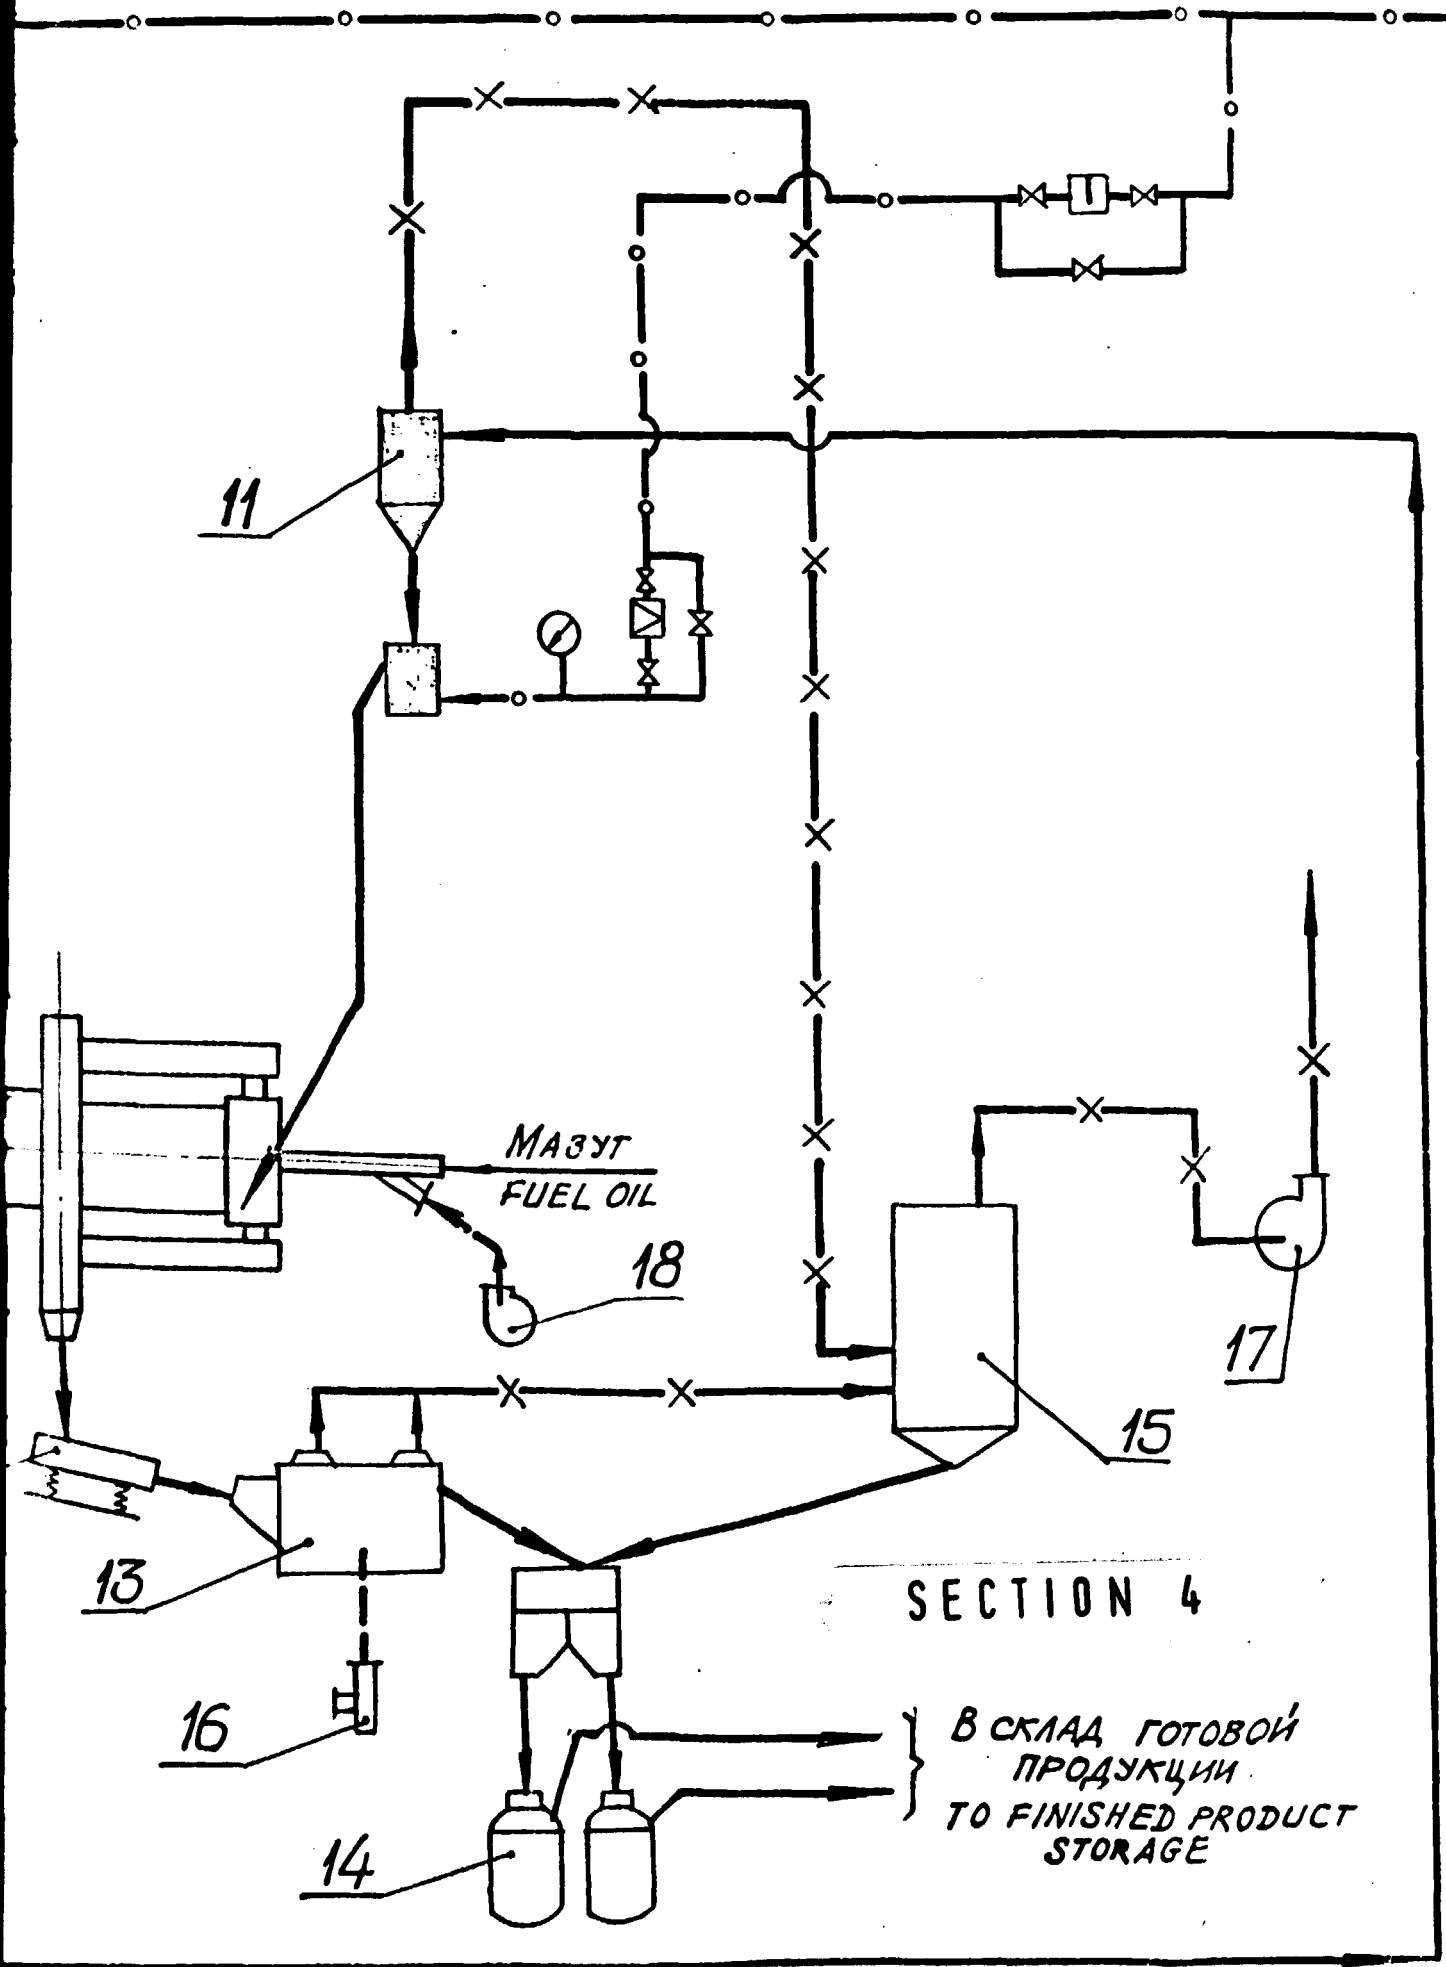 11
МАЗУТ
FUEL OIL
18
17
15
13
SECTION 4
16
В СКЛАД ГОТОВОЙ
ПРОДУКЦИИ
TO FINISHED PRODUCT
STORAGE
14